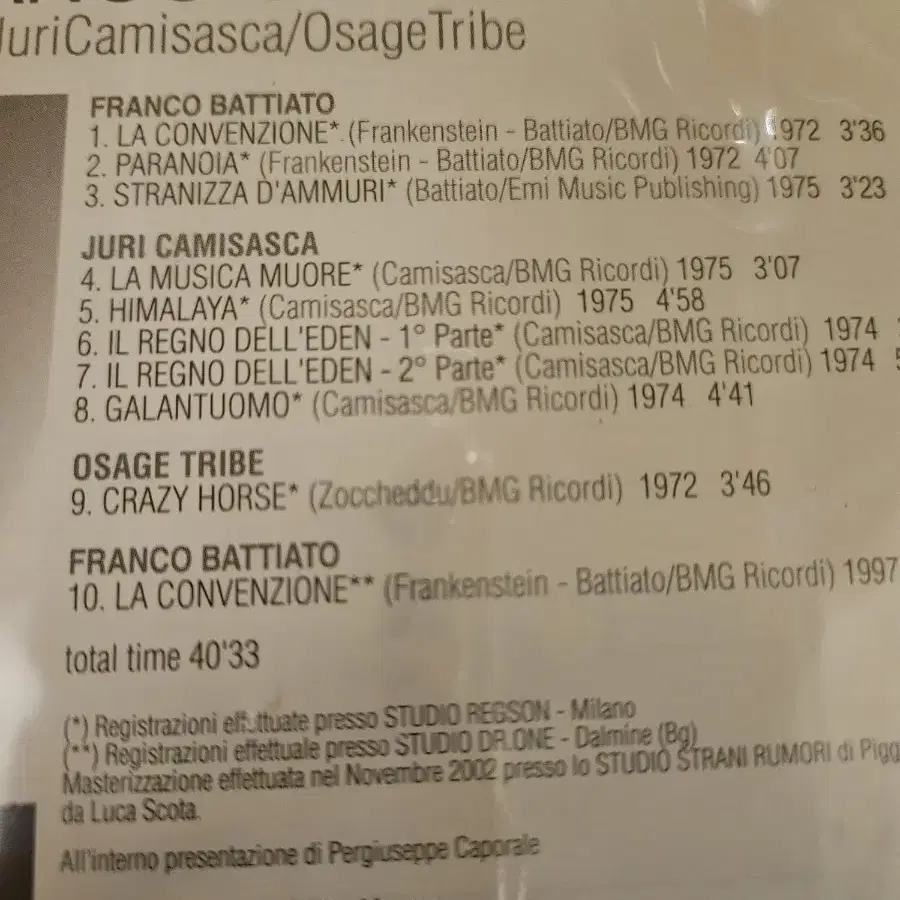 JuriCamisasca/OsageTribe
FRANCO BATTIATO
1. LA CONVENZIONE* (Frankenstein - Battiato/BMG Ricordi) 1972 3'36
2. PARANOIA* (Frankenstein - Battiato/BMG Ricordi) 1972 4'07
3. STRANIZZA D'AMMURI* (Battiato/Emi Music Publishing) 1975 3'23
JURI CAMISASCA
4. LA MUSICA MUORE* (Camisasca/BMG Ricordi) 1975 3'07
5. HIMALAYA* (Camisasca/BMG Ricordi) 1975 4'58
6. IL REGNO DELL'EDEN - 1° Parte* (Camisasca/BMG Ricordi) 1974
7. IL REGNO DELL'EDEN - 2° Parte* (Camisasca/BMG Ricordi) 1974
8. GALANTUOMO* (Camisasca/BMG Ricordi) 1974 4'41
OSAGE TRIBE
9. CRAZY HORSE* (Zoccheddu/BMG Ricordi) 1972 3'46
FRANCO BATTIATO
10. LA CONVENZIONE** (Frankenstein - Battiato/BMG Ricordi) 1997
total time 40'33
(*) Registrazioni effettuate presso STUDIO REGSON - Milano
(**) Registrazioni effettuale presso STUDIO DR.ONE - Dalmine (Bg)
Masterizzazione effettuata nel Novembre 2002 presso lo STUDIO STRANI RUMORI di Pigg
da Luca Scota.
All'interno presentazione di Pergiuseppe Caporale